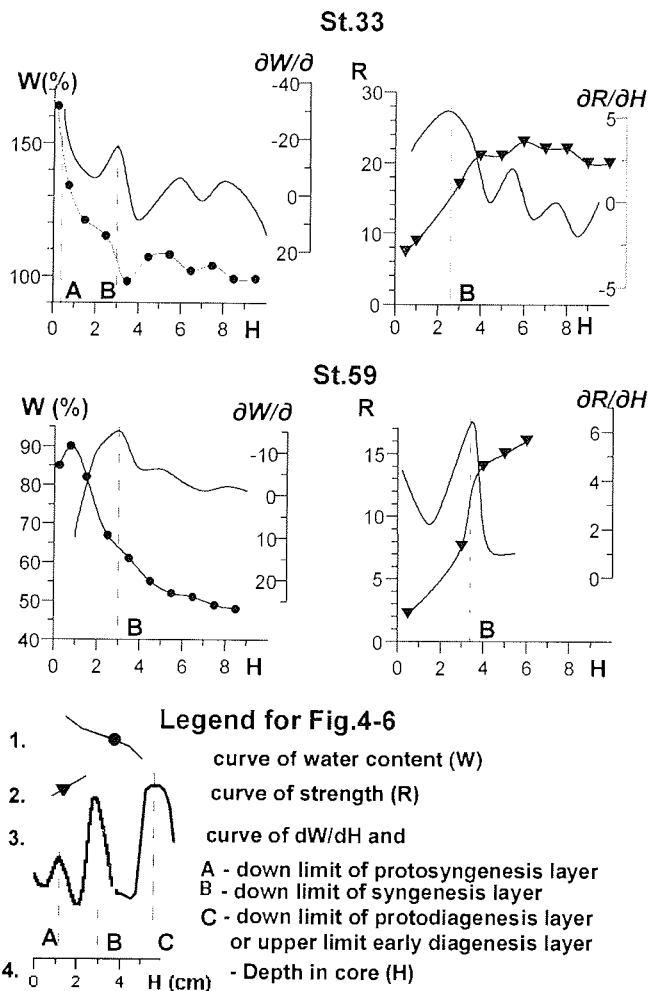 St.33
W(%)
∂W/∂
-40
-20
0
20
150
100
A
B
0 2 4 6 8 H
R
∂R/∂H
30
20
10
0
5
0
-5
B
0 2 4 6 8 H
St.59
W (%)
∂W/∂
90
80
70
60
50
40
-10
0
10
20
B
0 2 4 6 8 H
R
∂R/∂H
15
10
5
0
6
4
2
0
B
0 2 4 6 8 H
Legend for Fig.4-6
1. curve of water content (W)
2. curve of strength (R)
3. curve of dW/dH and
A - down limit of protosyngenesis layer
B - down limit of syngenesis layer
C - down limit of protodiagenesis layer
or upper limit early diagenesis layer
A B C
4. 0 2 4 H (cm) - Depth in core (H)